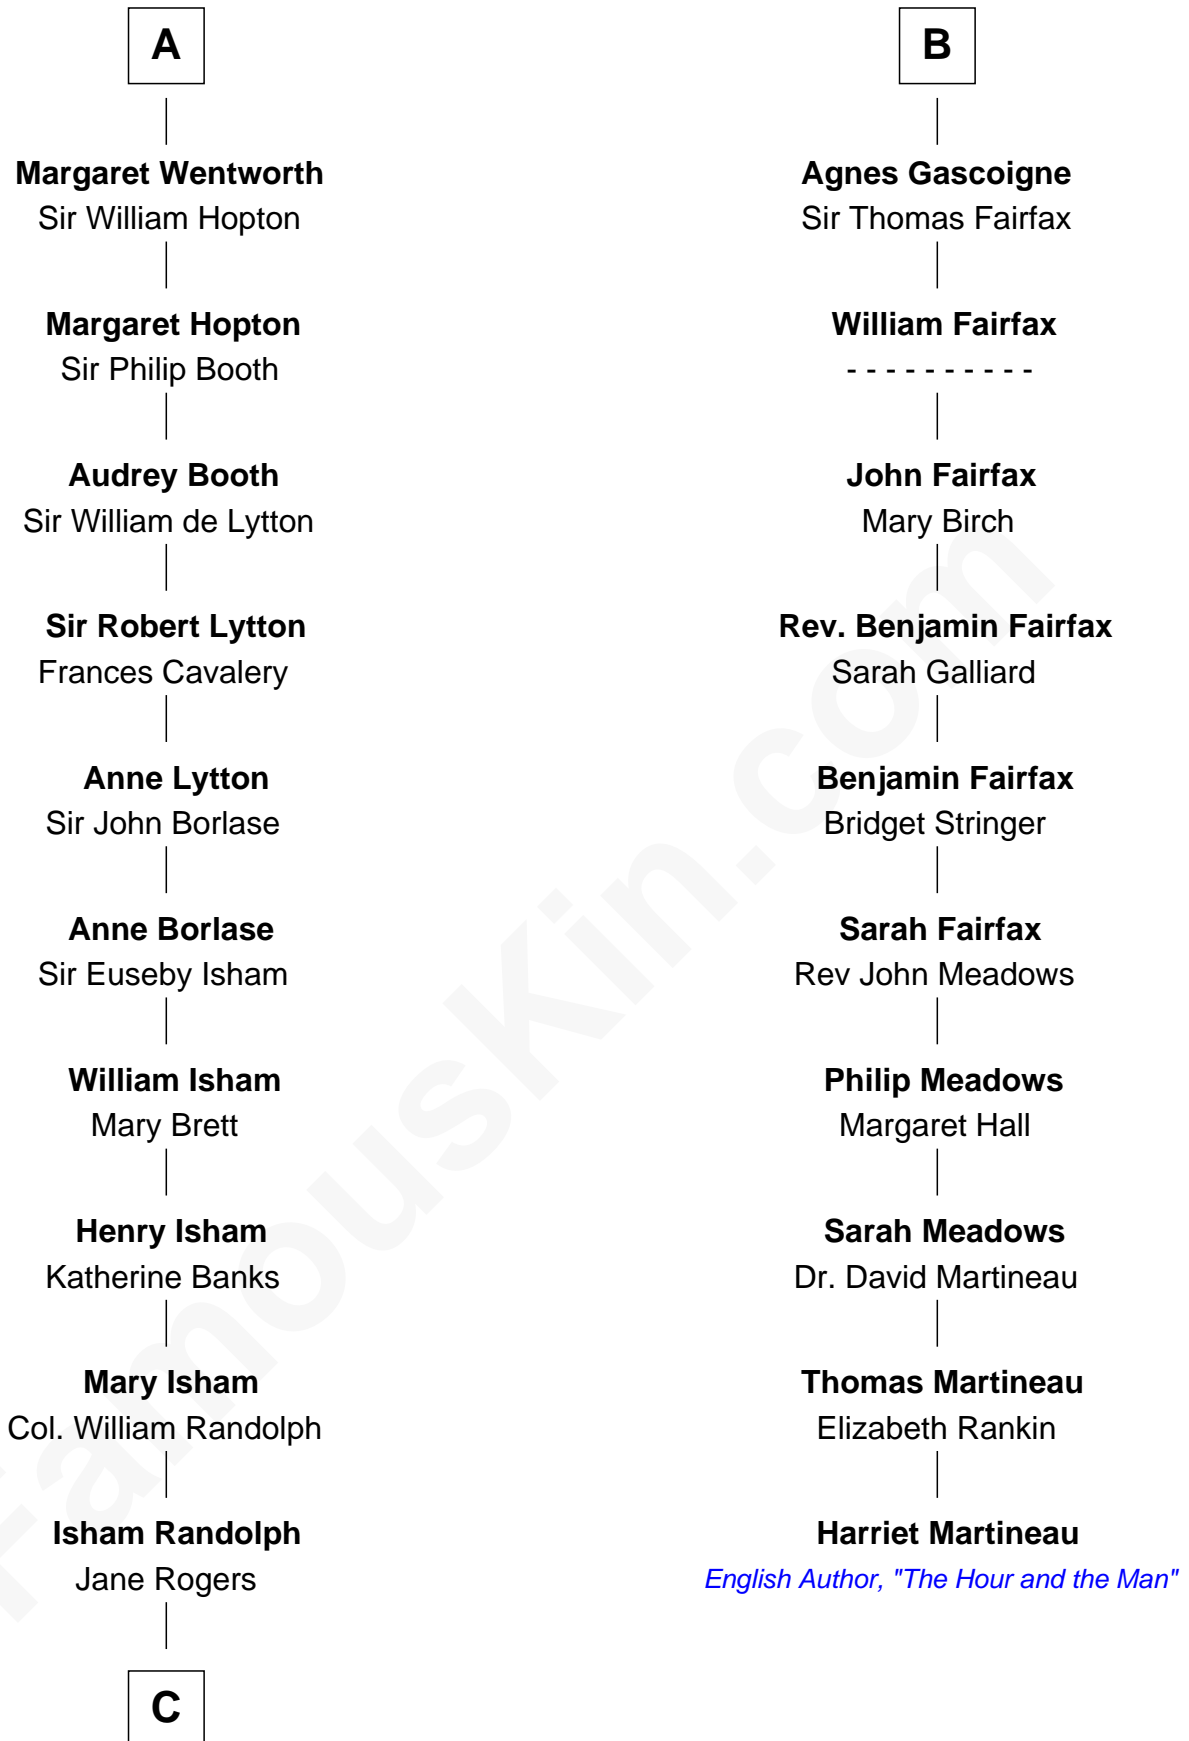 A
Margaret Wentworth
Sir William Hopton
Margaret Hopton
Sir Philip Booth
Audrey Booth
Sir William de Lytton
Sir Robert Lytton
Frances Cavalery
Anne Lytton
Sir John Borlase
Anne Borlase
Sir Euseby Isham
William Isham
Mary Brett
Henry Isham
Katherine Banks
Mary Isham
Col. William Randolph
Isham Randolph
Jane Rogers
C
B
Agnes Gascoigne
Sir Thomas Fairfax
William Fairfax
- - - - - - - - - -
John Fairfax
Mary Birch
Rev. Benjamin Fairfax
Sarah Galliard
Benjamin Fairfax
Bridget Stringer
Sarah Fairfax
Rev John Meadows
Philip Meadows
Margaret Hall
Sarah Meadows
Dr. David Martineau
Thomas Martineau
Elizabeth Rankin
Harriet Martineau
English Author, "The Hour and the Man"
FamousKin.com